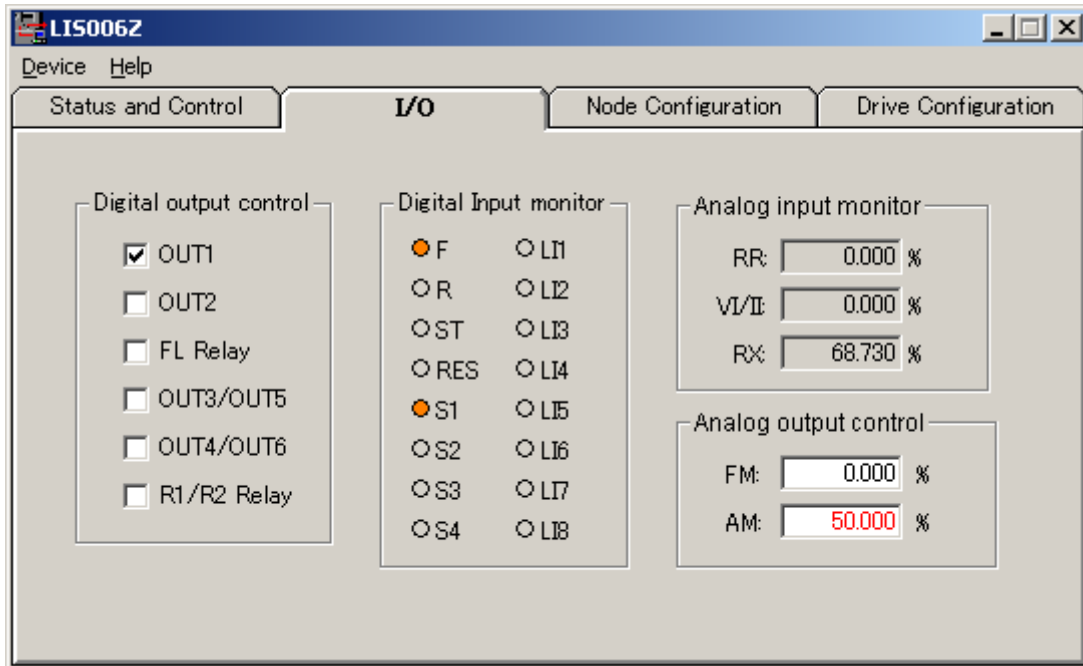 LIS006Z
Device Help
Status and Control I/O Node Configuration Drive Configuration
Digital output control
OUT1
OUT2
FL Relay
OUT3/OUT5
OUT4/OUT6
R1/R2 Relay
Digital Input monitor
F LI1
R LI2
ST LI3
RES LI4
S1 LI5
S2 LI6
S3 LI7
S4 LI8
Analog input monitor
RR: 0.000 %
VI/II: 0.000 %
RX: 68.730 %
Analog output control
FM: 0.000 %
AM: 50.000 %